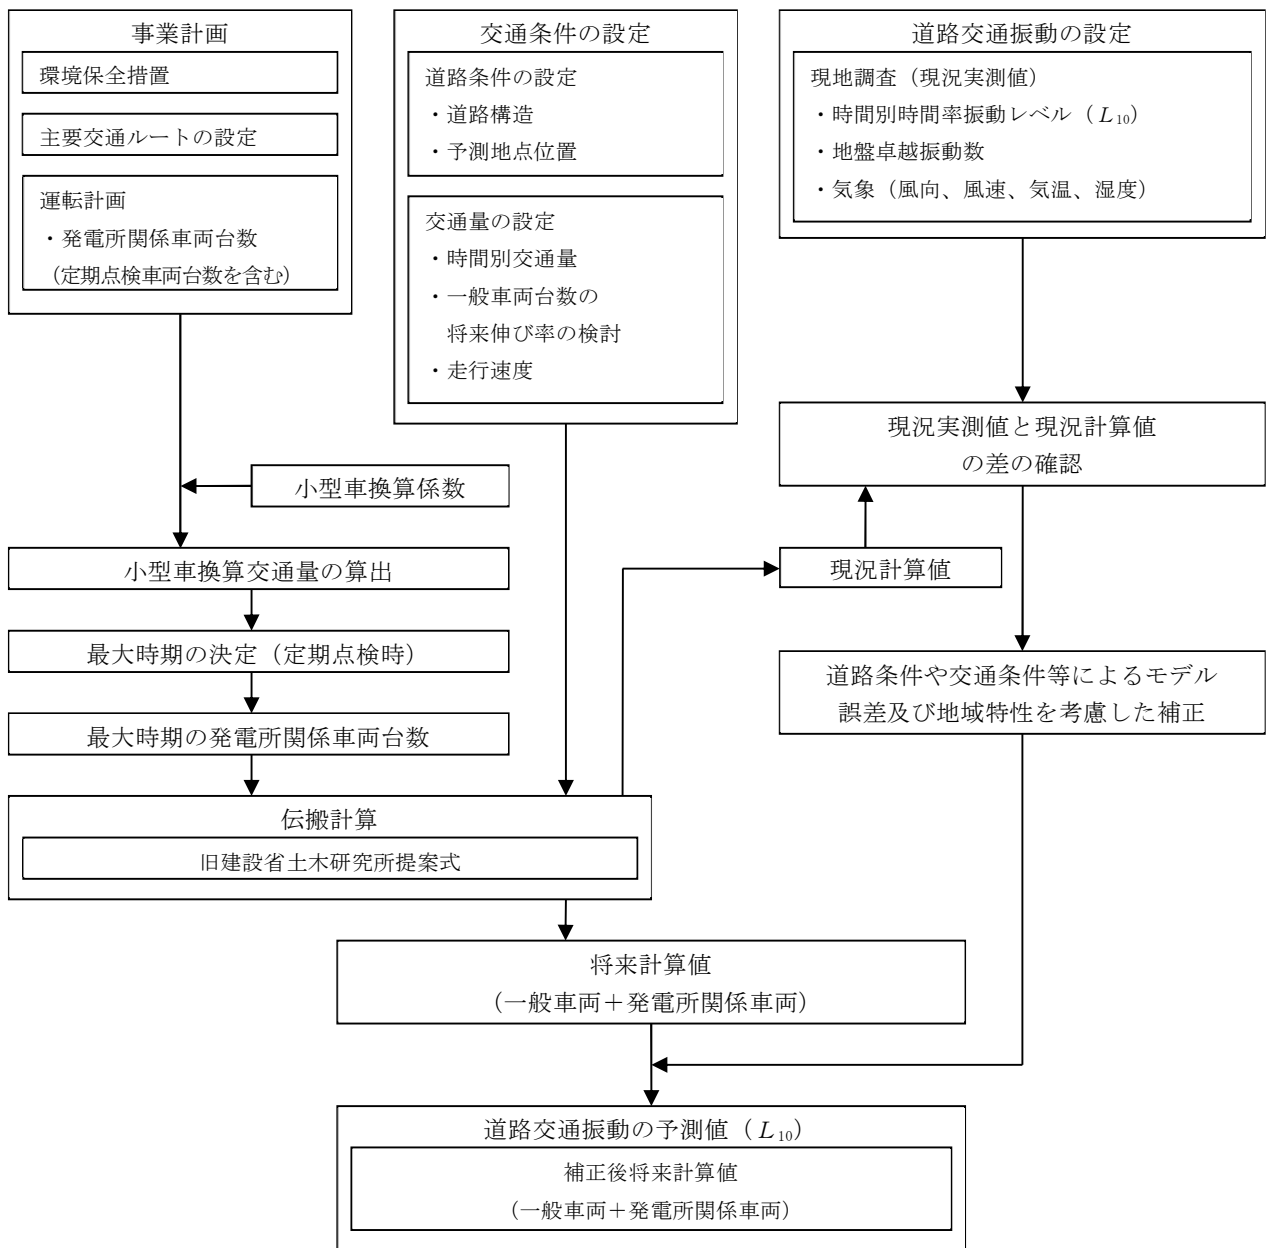 事業計画
環境保全措置
主要交通ルートの設定
運転計画
・発電所関係車両台数
(定期点検車両台数を含む)
交通条件の設定
道路条件の設定
・道路構造
・予測地点位置
交通量の設定
・時間別交通量
・一般車両台数の
将来伸び率の検討
・走行速度
道路交通振動の設定
現地調査（現況実測値）
・時間別時間率振動レベル（L10）
・地盤卓越振動数
・気象（風向、風速、気温、湿度）
現況実測値と現況計算値
の差の確認
小型車換算係数
小型車換算交通量の算出
現況計算値
最大時期の決定（定期点検時）
道路条件や交通条件等によるモデル
誤差及び地域特性を考慮した補正
最大時期の発電所関係車両台数
伝搬計算
旧建設省土木研究所提案式
将来計算値
（一般車両＋発電所関係車両）
道路交通振動の予測値（L10）
補正後将来計算値
（一般車両＋発電所関係車両）